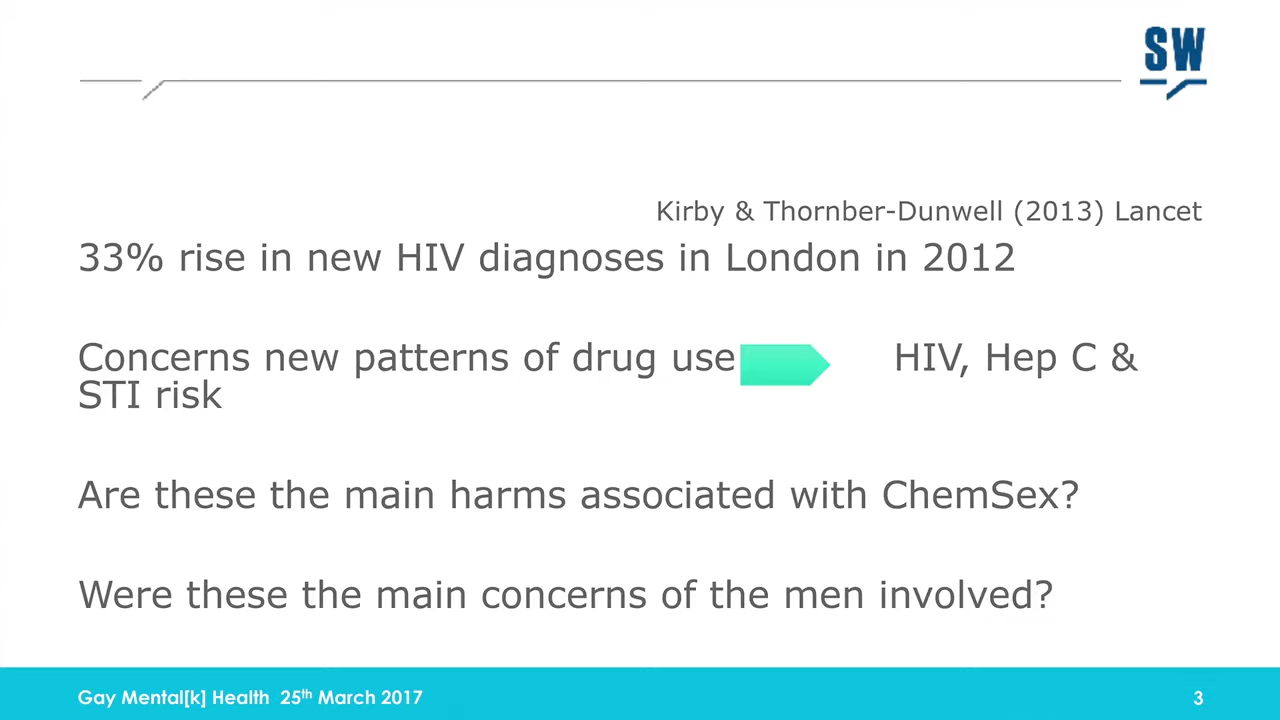 SW
Kirby & Thornber-Dunwell (2013) Lancet
33% rise in new HIV diagnoses in London in 2012
Concerns new patterns of drug use HIV, Hep C &
STI risk
Are these the main harms associated with ChemSex?
Were these the main concerns of the men involved?
Gay Mental[k] Health 25th March 2017 3